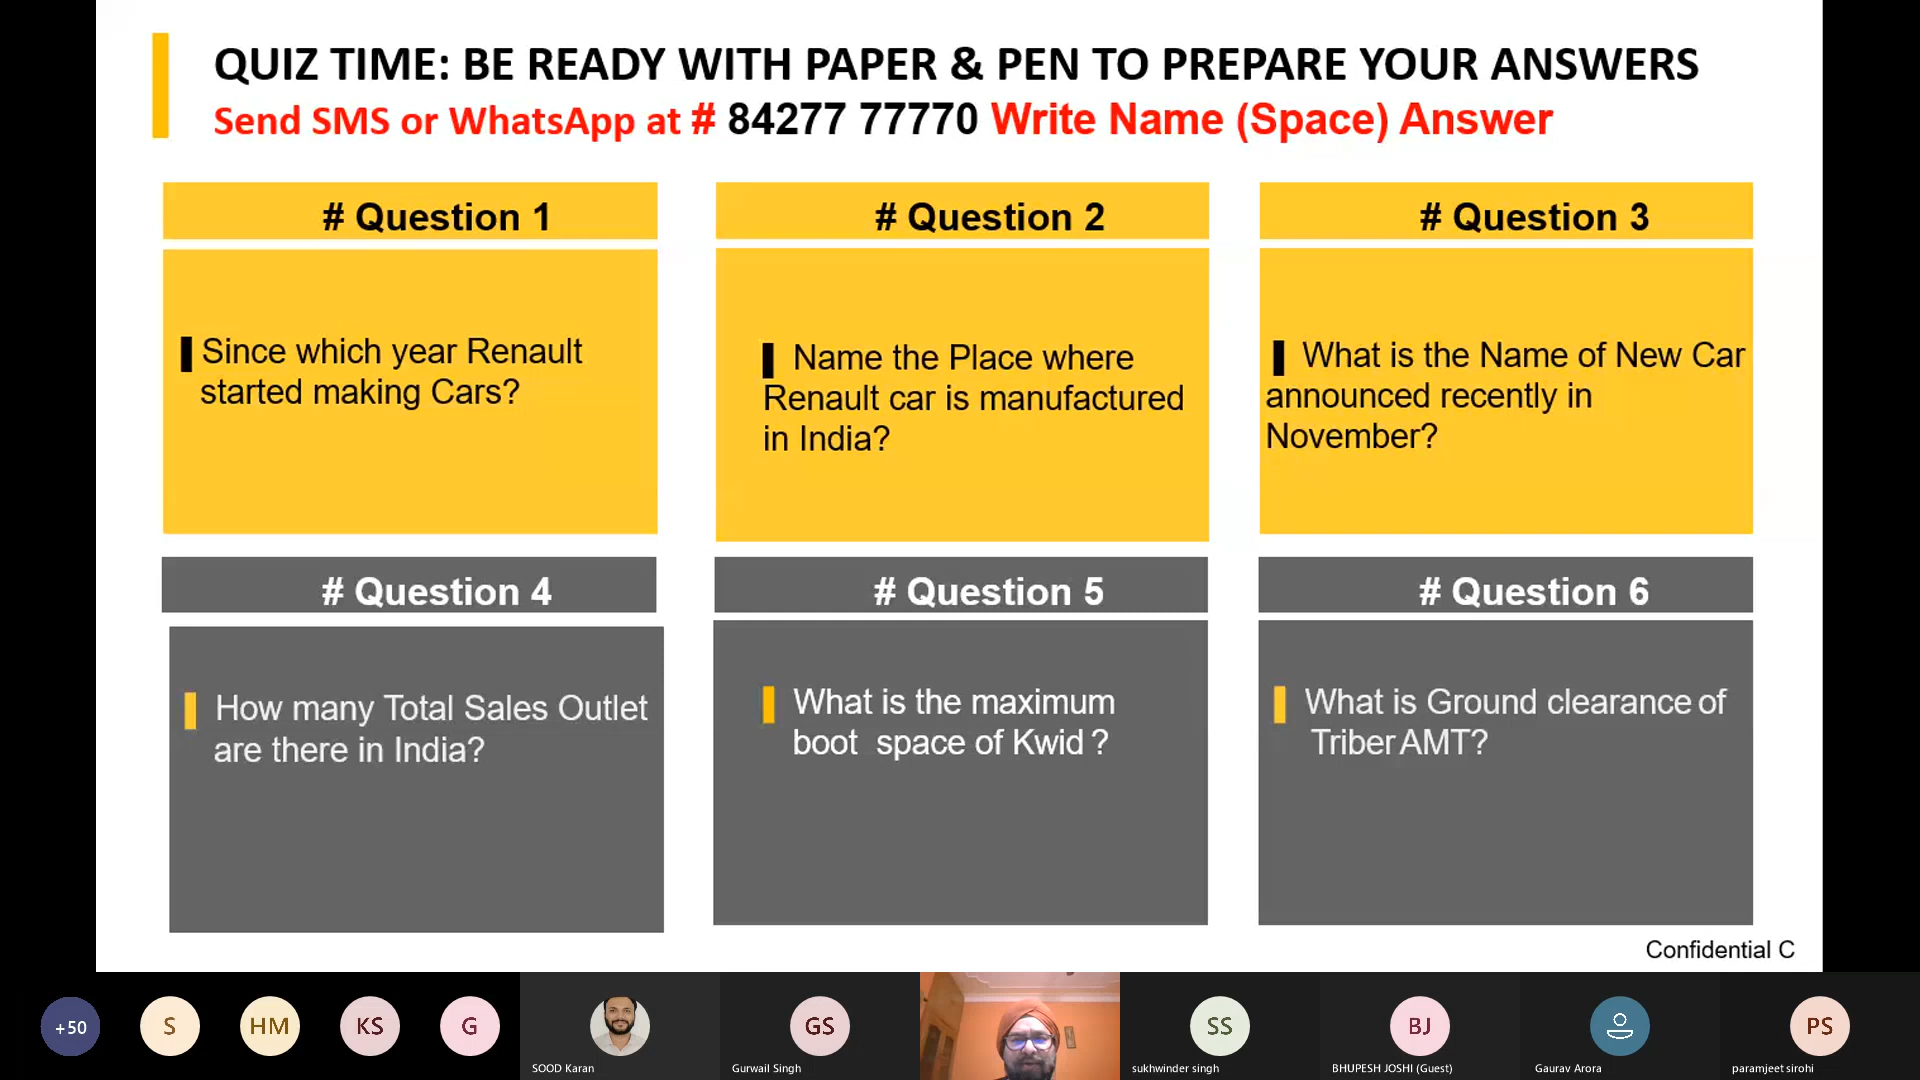 QUIZ TIME: BE READY WITH PAPER & PEN TO PREPARE YOUR ANSWERS
Send SMS or WhatsApp at # 84277 77770 Write Name (Space) Answer
# Question 1
Since which year Renault
started making Cars?
# Question 2
Name the Place where
Renault car is manufactured
in India?
# Question 3
What is the Name of New Car
announced recently in
November?
# Question 4
How many Total Sales Outlet
are there in India?
# Question 5
What is the maximum
boot space of Kwid ?
# Question 6
What is Ground clearance of
Triber AMT?
Confidential C
+50
S
HM
KS
G
SOOD Karan
GS
Gurwail Singh
SS
sukhwinder singh
BJ
BHUPESH JOSHI (Guest)
Gaurav Arora
PS
paramjeet sirohi